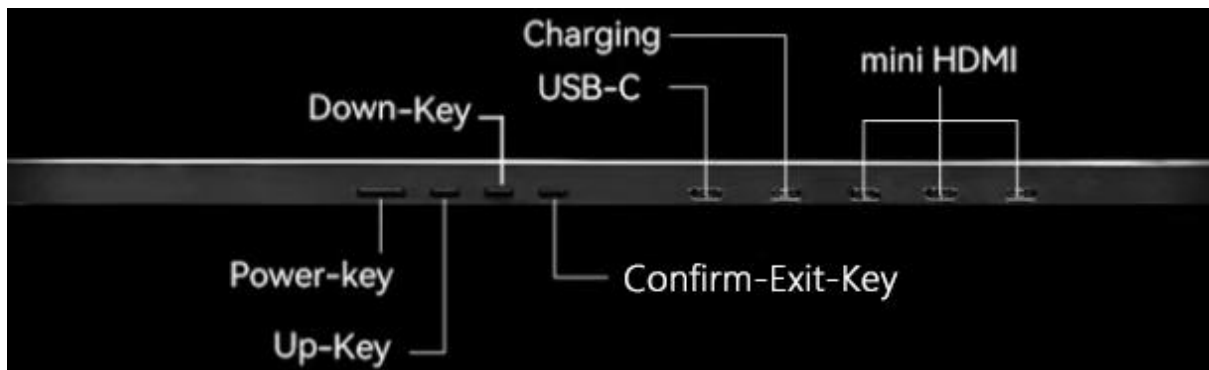 Charging
USB-C
mini HDMI
Down-Key
Power-key
Confirm-Exit-Key
Up-Key